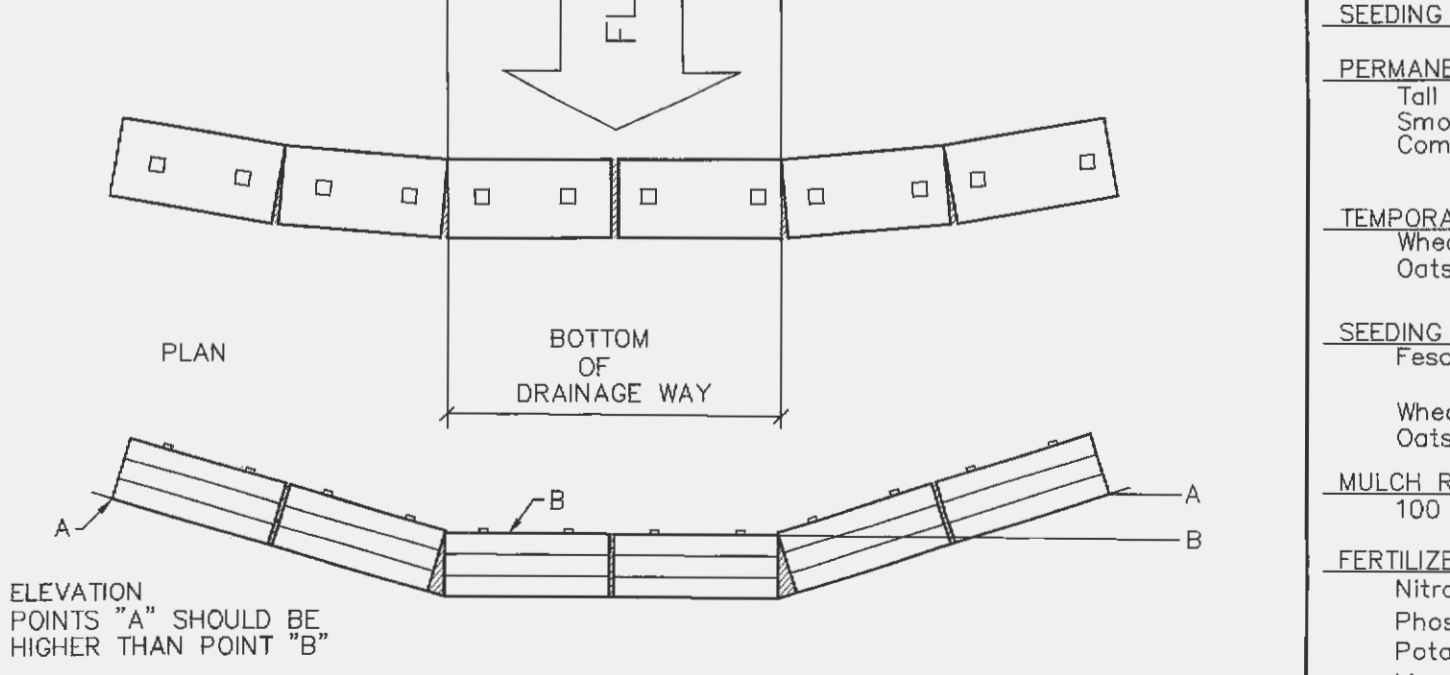 FL
PLAN
BOTTOM
OF
DRAINAGE WAY
A
B
A
B
ELEVATION
POINTS "A" SHOULD BE
HIGHER THAN POINT "B"
SEEDING
PERMANE
Tall
Smo
Com
TEMPORA
Whea
Oats
SEEDING
Fesc
Whea
Oats
MULCH R
100
FERTILIZE
Nitro
Phos
Pota